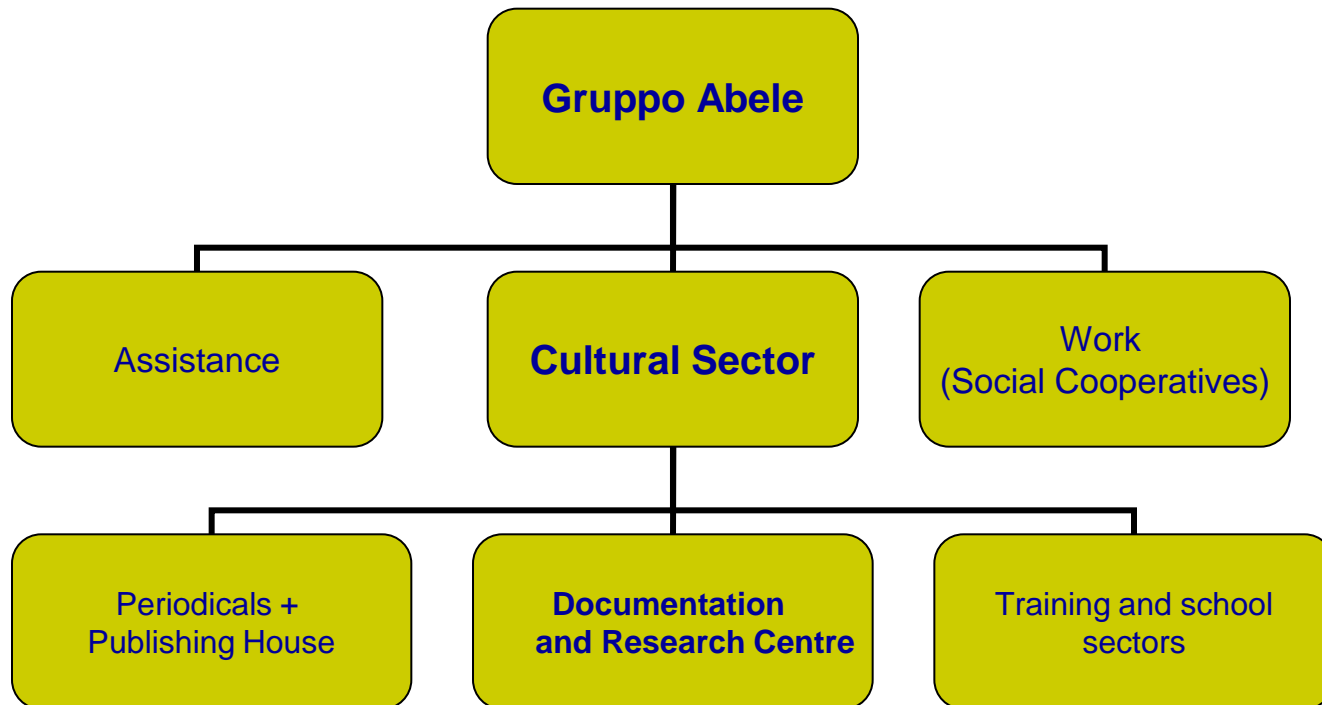 Gruppo Abele
Assistance
Cultural Sector
Work
(Social Cooperatives)
Periodicals +
Publishing House
Documentation
and Research Centre
Training and school
sectors